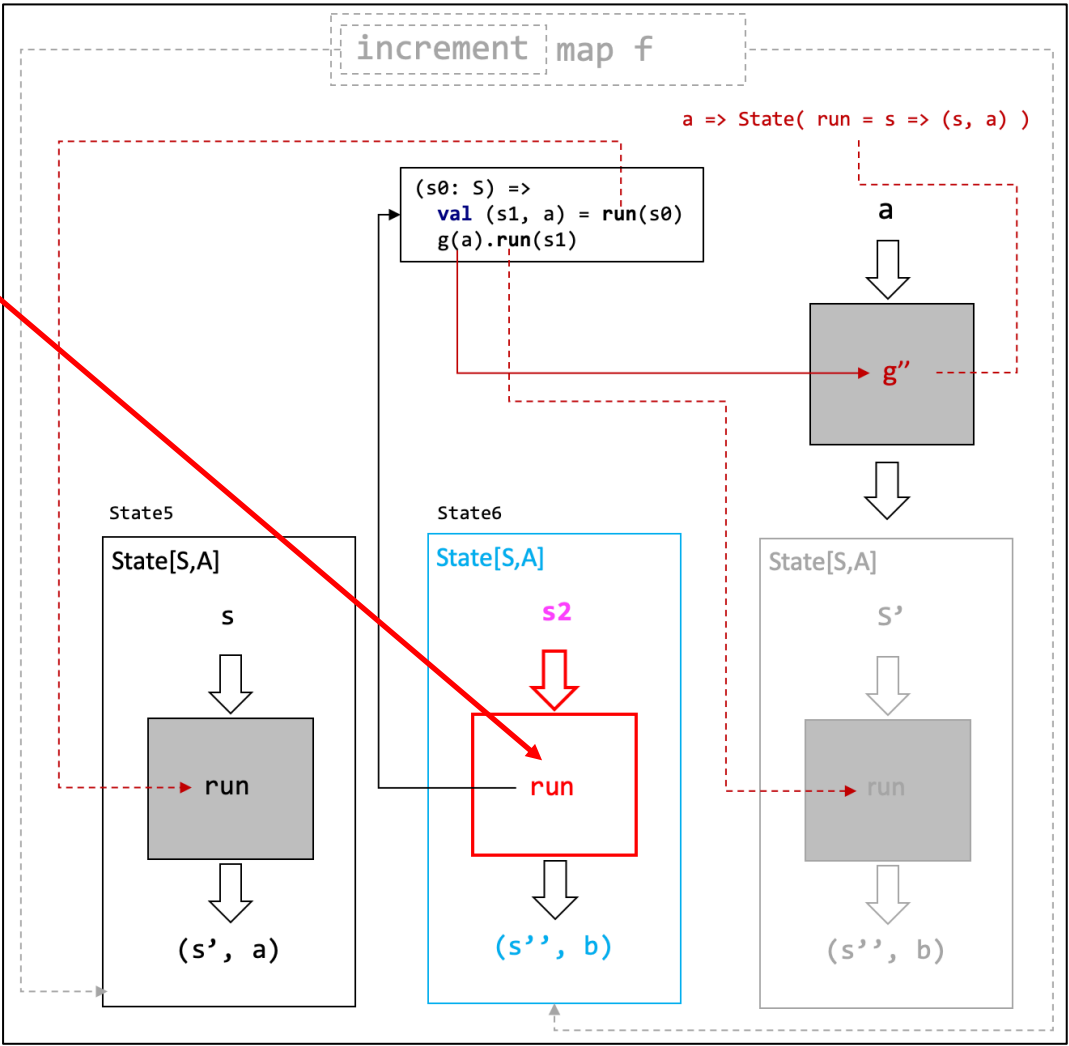 increment map f
a => State( run = s => (s, a) )
(s0: S) =>
val (s1, a) = run(s0)
g(a).run(s1)
a
g”
State5
State[S,A]
s
run
(s’, a)
State6
State[S,A]
s2
run
(s’’, b)
State[S,A]
S’
run
(s’’, b)